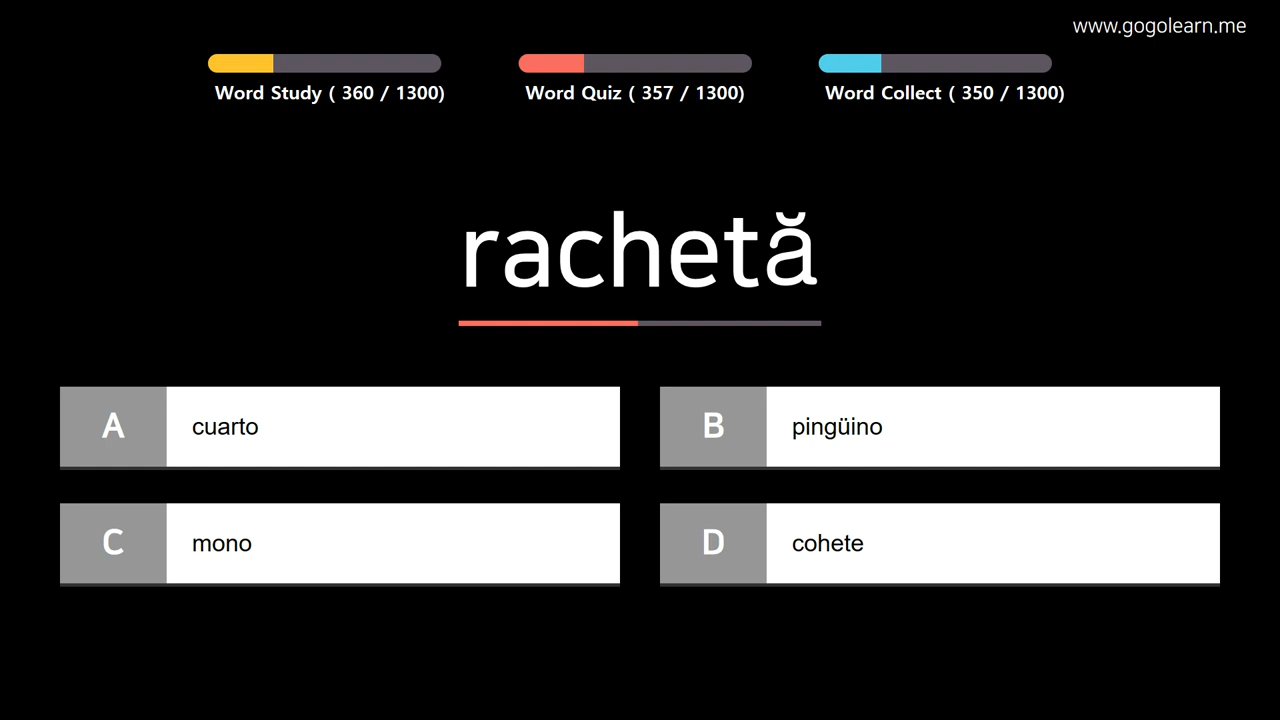 www.gogolearn.me
Word Study ( 360 / 1300)
Word Quiz ( 357 / 1300)
Word Collect ( 350 / 1300)
rachetă
A cuarto
B pingüino
C mono
D cohete